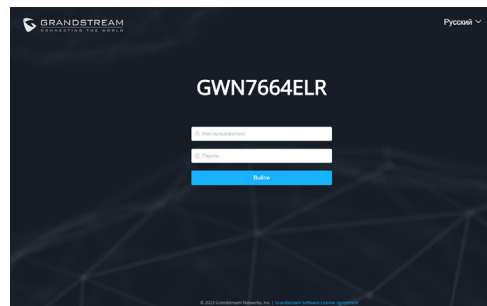 GRANDSTREAM
CONNECTING THE WORLD
Русский
GWN7664ELR
Имя пользователя
Пароль
Войти
© 2023 Grandstream Networks, Inc. | Grandstream Software License Agreement